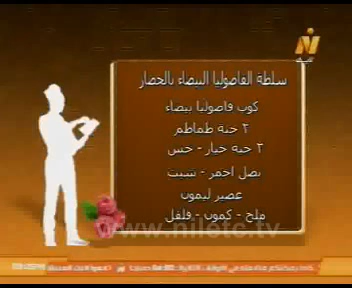 سلطة الفاصوليا البيضاء بالخضار
كوب فاصوليا بيضاء
٢ حبة طماطم
٢ حبة خيار - خس
بصل احمر - شبت
عصير ليمون
ملح - كمون - فلفل
www.niletc.tv